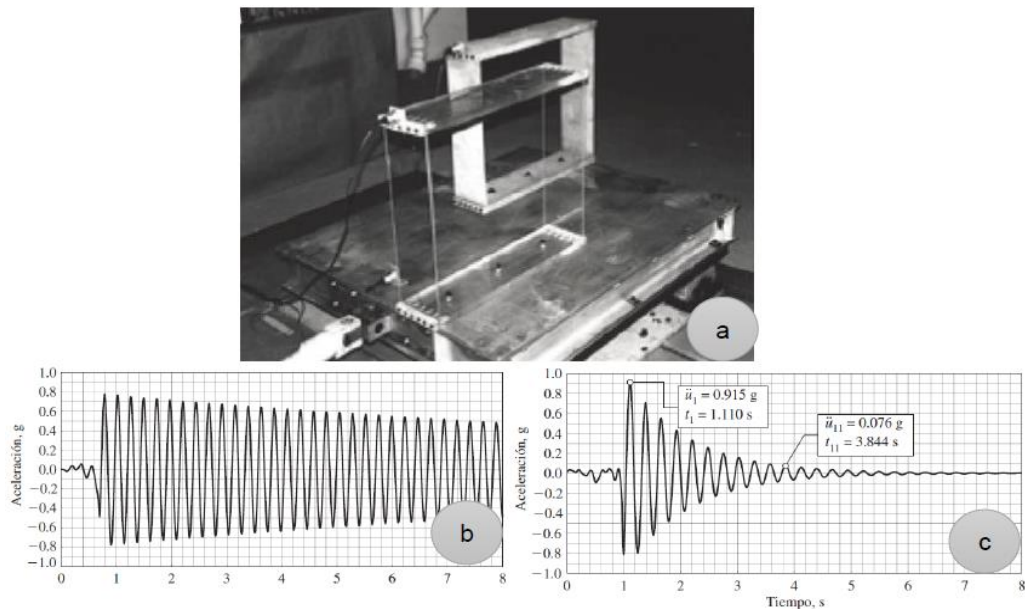 a
1.0
0.8
0.6
0.4
0.2
0.0
−0.2
−0.4
−0.6
−0.8
−1.0
Aceleración, g
0 1 2 3 4 5 6 7 8
b
1.0
0.8
0.6
0.4
0.2
0.0
−0.2
−0.4
−0.6
−0.8
−1.0
Aceleración, g
ü₁ = 0.915 g
t₁ = 1.110 s
ü₁₁ = 0.076 g
t₁₁ = 3.844 s
0 1 2 3 4 5 6 7 8
Tiempo, s
c